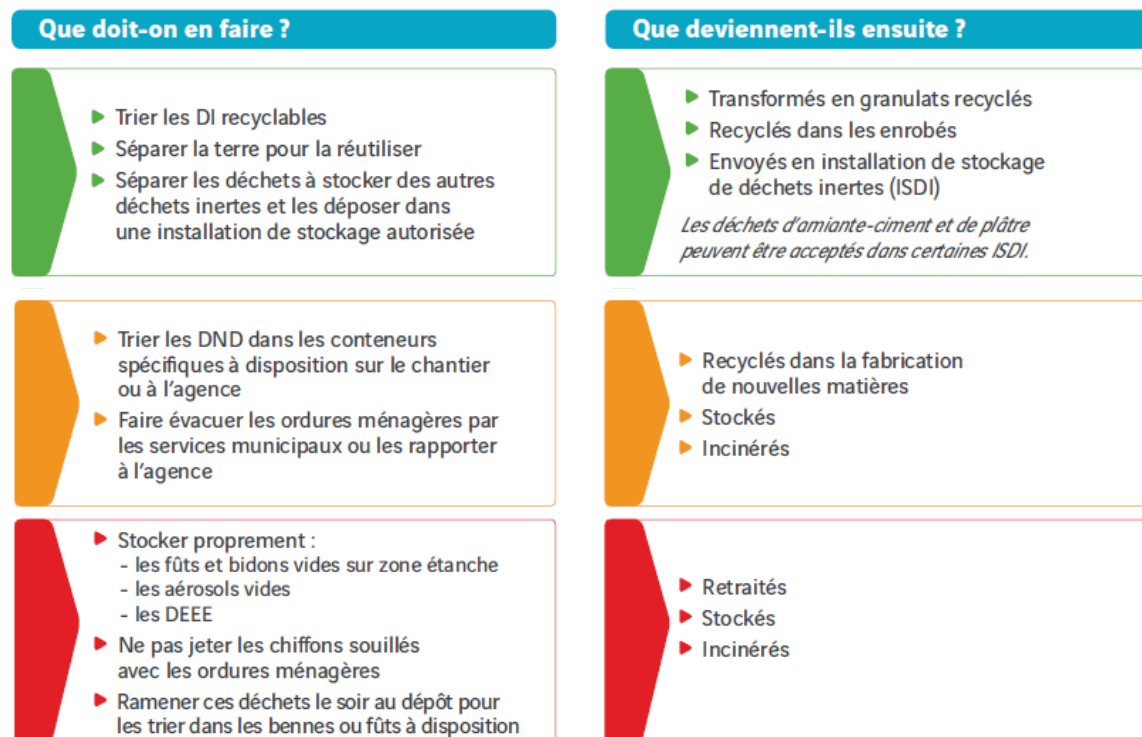 Que doit-on en faire ?
Trier les DI recyclables
Séparer la terre pour la réutiliser
Séparer les déchets à stocker des autres
déchets inertes et les déposer dans
une installation de stockage autorisée
Trier les DND dans les conteneurs
spécifiques à disposition sur le chantier
ou à l'agence
Faire évacuer les ordures ménagères par
les services municipaux ou les rapporter
à l'agence
Stocker proprement :
- les fûts et bidons vides sur zone étanche
- les aérosols vides
- les DEEE
Ne pas jeter les chiffons souillés
avec les ordures ménagères
Ramener ces déchets le soir au dépôt pour
les trier dans les bennes ou fûts à disposition
Que deviennent-ils ensuite ?
Transformés en granulats recyclés
Recyclés dans les enrobés
Envoyés en installation de stockage
de déchets inertes (ISDI)
Les déchets d'amiante-ciment et de plâtre
peuvent être acceptés dans certaines ISDI.
Recyclés dans la fabrication
de nouvelles matières
Stockés
Incinérés
Retraités
Stockés
Incinérés